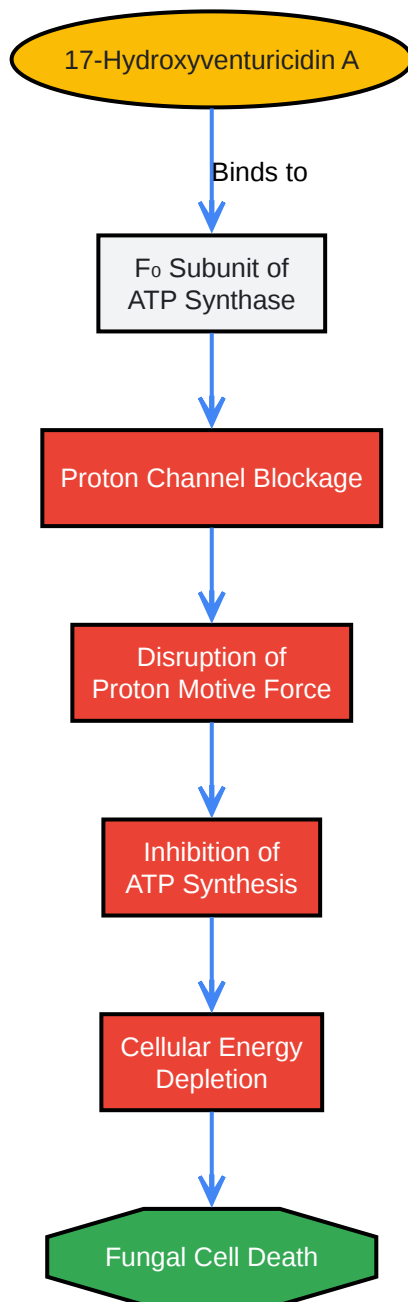 17-Hydroxyventuricidin A
Binds to
F₀ Subunit of
ATP Synthase
Proton Channel Blockage
Disruption of
Proton Motive Force
Inhibition of
ATP Synthesis
Cellular Energy
Depletion
Fungal Cell Death